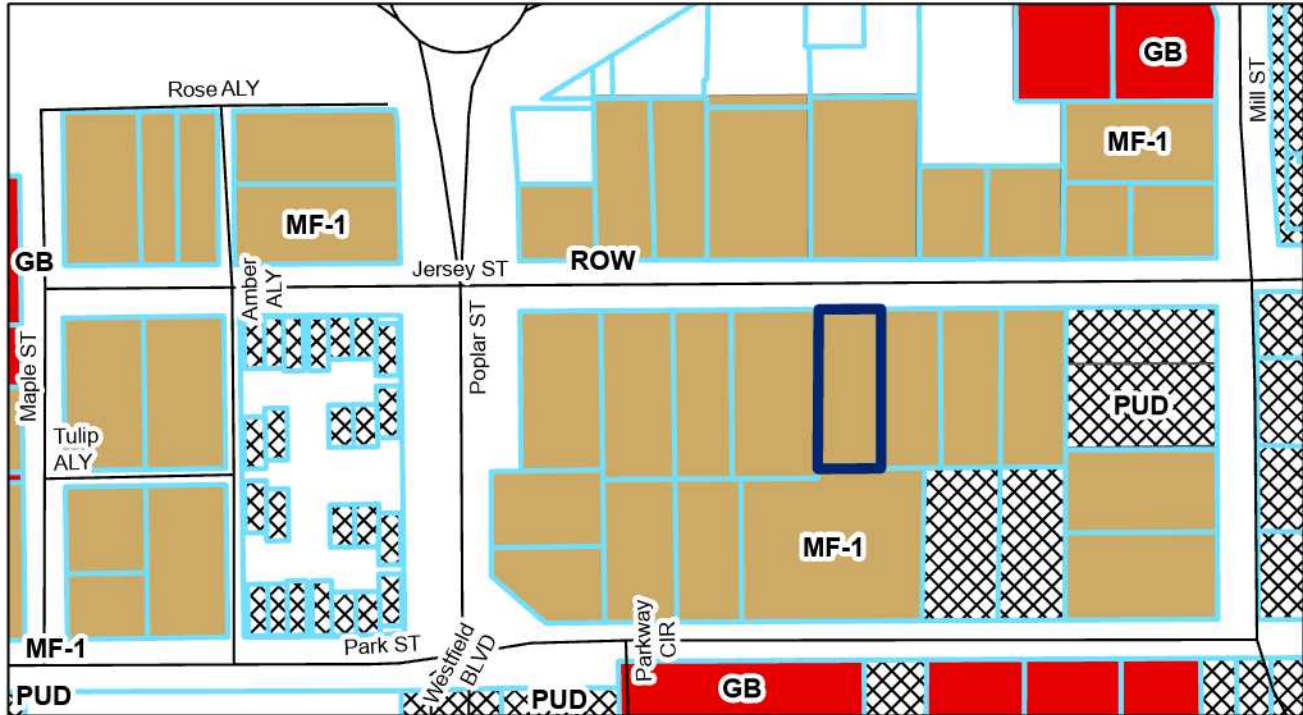 GB
Mill ST
Rose ALY
MF-1
MF-1
GB
ROW
Jersey ST
Amber
ALY
Maple ST
Poplar ST
PUD
Tulip
ALY
MF-1
Parkway
CIR
Park ST
MF-1
Westfield
BLVD
PUD
PUD
GB